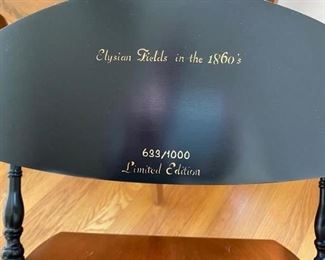 Elysian Fields in the 1860's
633/1000
Limited Edition